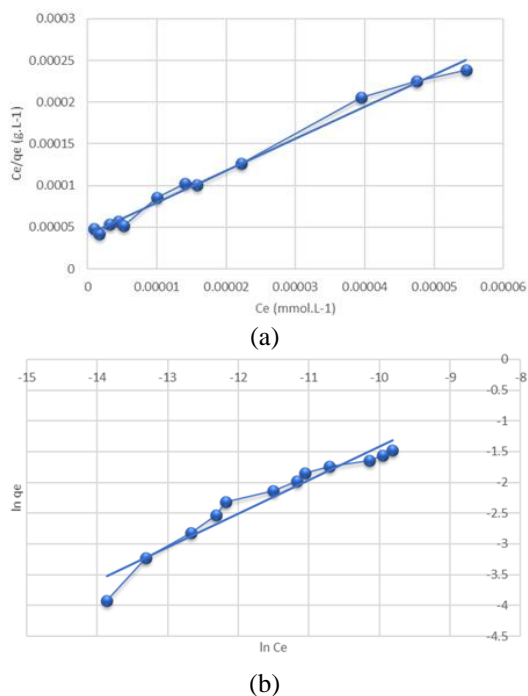 0.0003
0.00025
0.0002
0.00015
0.0001
0.00005
0
Ce/qe (g.L-1)
0 0.00001 0.00002 0.00003 0.00004 0.00005 0.00006
Ce (mmol.L-1)
(a)
-15 -14 -13 -12 -11 -10 -9 -8
0
-0.5
-1
-1.5
-2
-2.5
-3
-3.5
-4
-4.5
ln qe
ln Ce
(b)